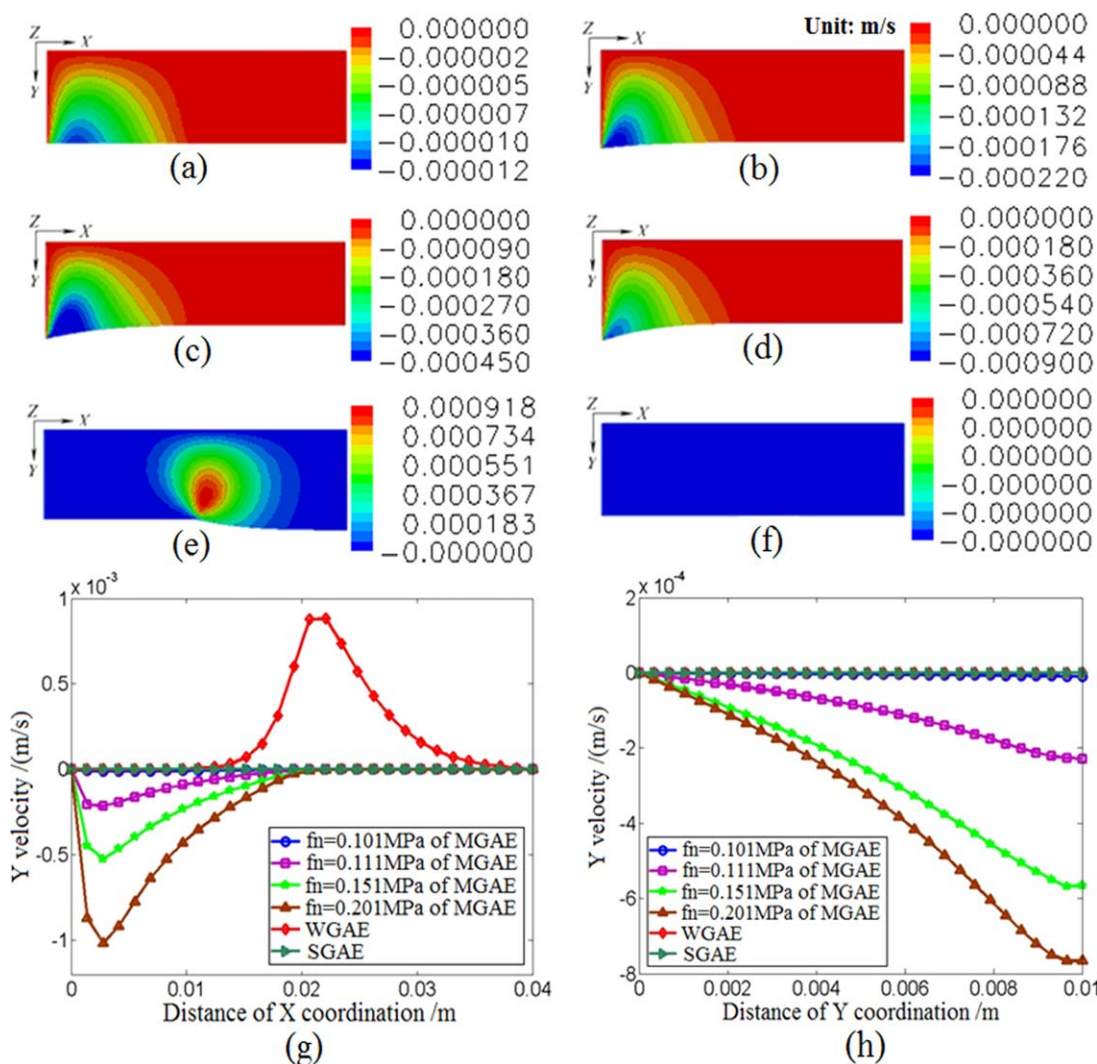 Z X
Y
0.000000
-0.000002
-0.000005
-0.000007
-0.000010
-0.000012
(a)
Unit: m/s
Z X
Y
0.000000
-0.000044
-0.000088
-0.000132
-0.000176
-0.000220
(b)
Z X
Y
0.000000
-0.000090
-0.000180
-0.000270
-0.000360
-0.000450
(c)
Z X
Y
0.000000
-0.000180
-0.000360
-0.000540
-0.000720
-0.000900
(d)
Z X
Y
0.000918
0.000734
0.000551
0.000367
0.000183
-0.000000
(e)
Z X
Y
0.000000
-0.000000
-0.000000
-0.000000
-0.000000
-0.000000
(f)
x 10⁻³
1
0.5
0
-0.5
-1
Y velocity /(m/s)
fn=0.101MPa of MGAE
fn=0.111MPa of MGAE
fn=0.151MPa of MGAE
fn=0.201MPa of MGAE
WGAE
SGAE
0 0.01 0.02 0.03 0.04
Distance of X coordination /m
(g)
x 10⁻⁴
2
0
-2
-4
-6
-8
Y velocity /(m/s)
fn=0.101MPa of MGAE
fn=0.111MPa of MGAE
fn=0.151MPa of MGAE
fn=0.201MPa of MGAE
WGAE
SGAE
0 0.002 0.004 0.006 0.008 0.01
Distance of Y coordination /m
(h)